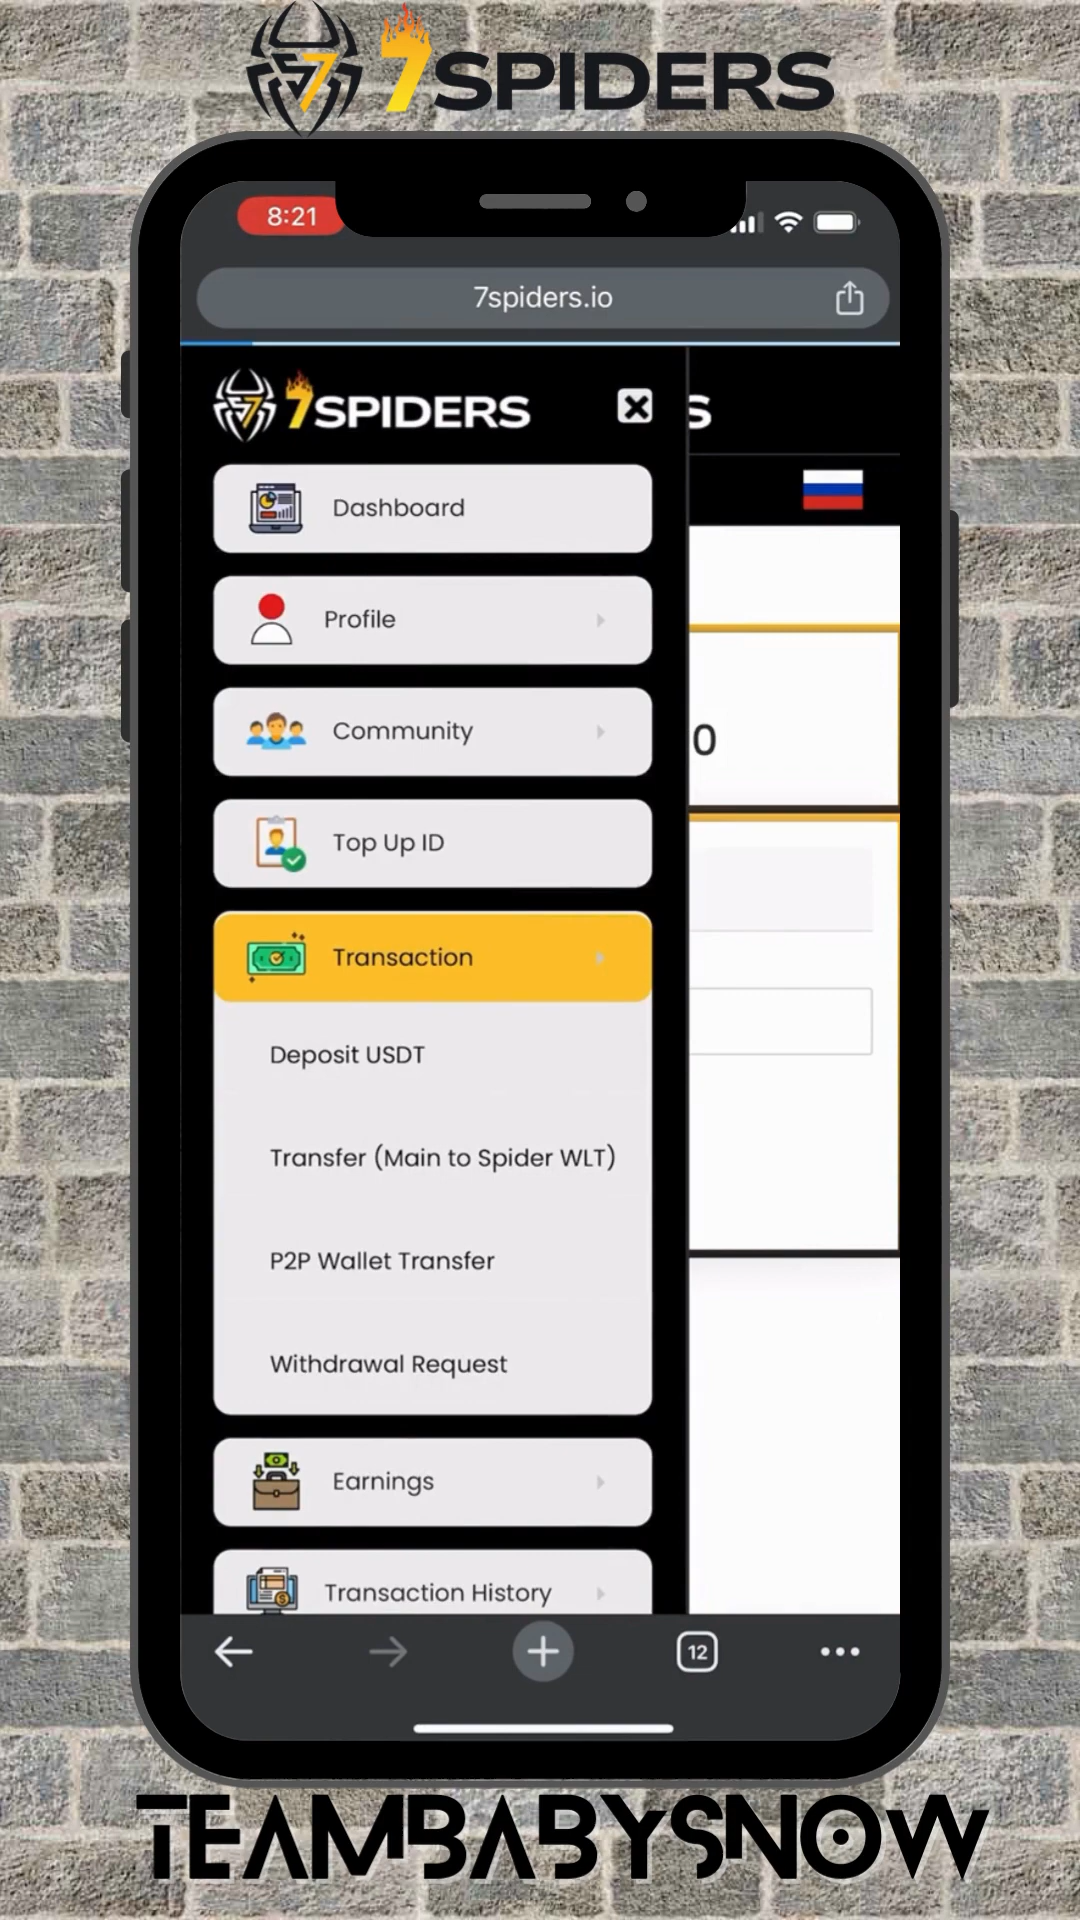 7SPIDERS
8:21
7spiders.io
7SPIDERS
S
Dashboard
Profile
Community
0
Top Up ID
Transaction
Deposit USDT
Transfer (Main to Spider WLT)
P2P Wallet Transfer
Withdrawal Request
Earnings
Transaction History
12
TEAMBABYSNOW